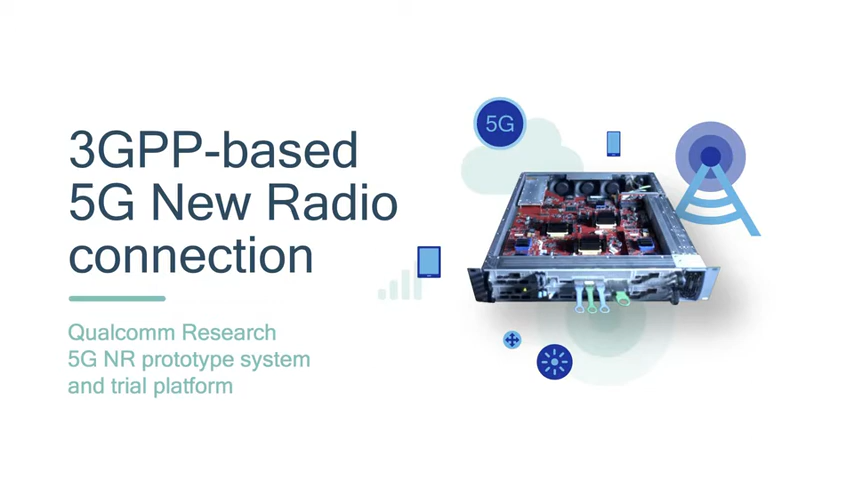 3GPP-based
5G New Radio
connection
Qualcomm Research
5G NR prototype system
and trial platform
5G